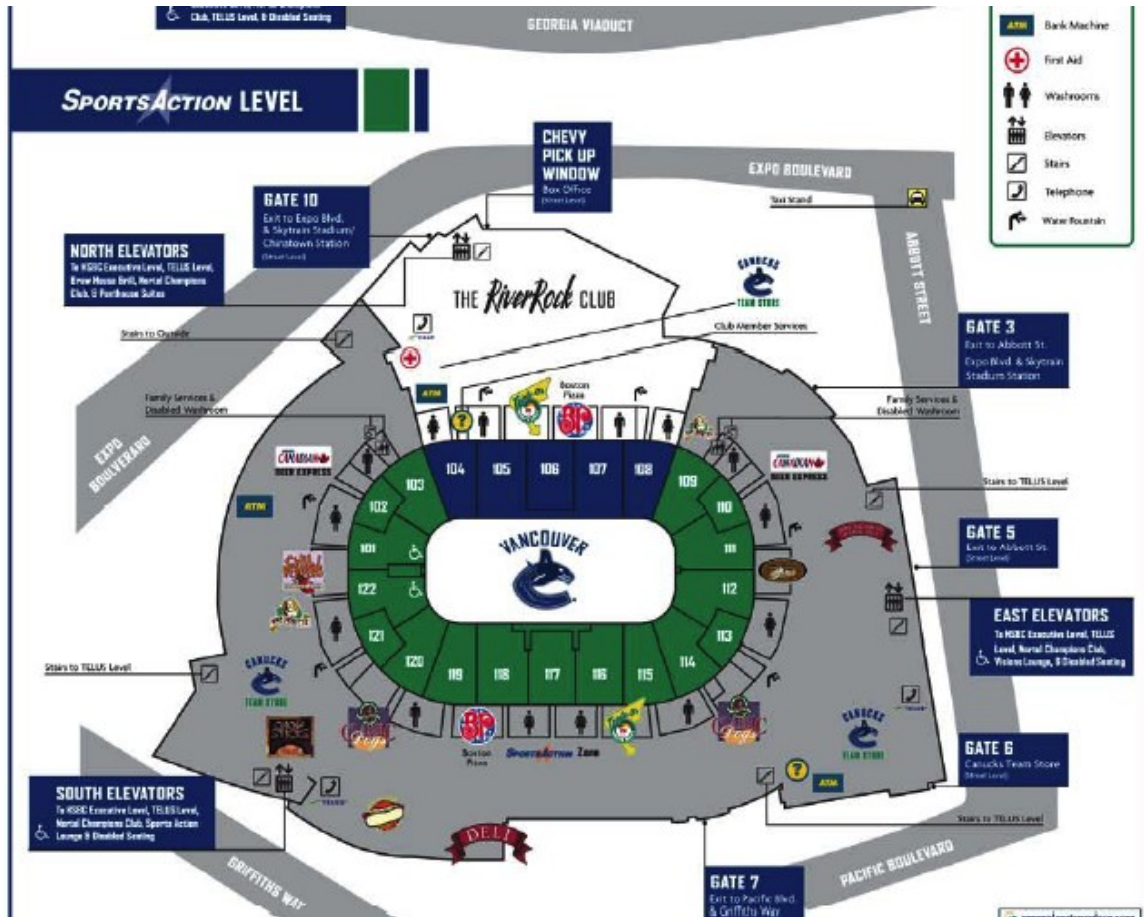 Club, TELUS Level, & Disabled Seating
GEORGIA VIADUCT
SPORTSACTION LEVEL
ATM
Bank Machine
First Aid
Washrooms
Elevators
Stairs
Telephone
Water Fountain
CHEVY
PICK UP
WINDOW
Box Office
(Street Level)
EXPO BOULEVARD
Taxi Stand
ABBOTT STREET
GATE 10
Exit to Expo Blvd.
& Skytrain Stadium/
Chinatown Station
(Street Level)
NORTH ELEVATORS
To HSBC Executive Level, TELUS Level,
Brew House Grill, Nortel Champions
Club, & Penthouse Suites
THE RiverRock CLUB
CANUCKS
TEAM STORE
Club Member Services
Stairs to Outside
GATE 3
Exit to Abbott St.
Expo Blvd. & Skytrain
Stadium Station
Family Services &
Disabled Washroom
EXPO
BOULEVARD
ATM
?
Boston
Pizza
BP
Family Services &
Disabled Washroom
CANADIAN
BEER EXPRESS
CANADIAN
BEER EXPRESS
Stairs to TELUS Level
ATM
103
104
105
106
107
108
109
102
110
101
111
122
112
121
113
120
114
119
118
117
116
115
VANCOUVER
GATE 5
Exit to Abbott St.
(Street Level)
EAST ELEVATORS
To HSBC Executive Level, TELUS
Level, Nortel Champions Club,
Visions Lounge, & Disabled Seating
Stairs to TELUS Level
CANUCKS
TEAM STORE
BP
Boston
Pizza
SPORTSACTION Zone
CANUCKS
TEAM STORE
?
ATM
GATE 6
Canucks Team Store
(Street Level)
SOUTH ELEVATORS
To HSBC Executive Level, TELUS Level,
Nortel Champions Club, Sports Action
Lounge & Disabled Seating
DELI
Stairs to TELUS Level
GRIFFITHS WAY
PACIFIC BOULEVARD
GATE 7
Exit to Pacific Blvd.
& Griffiths Way